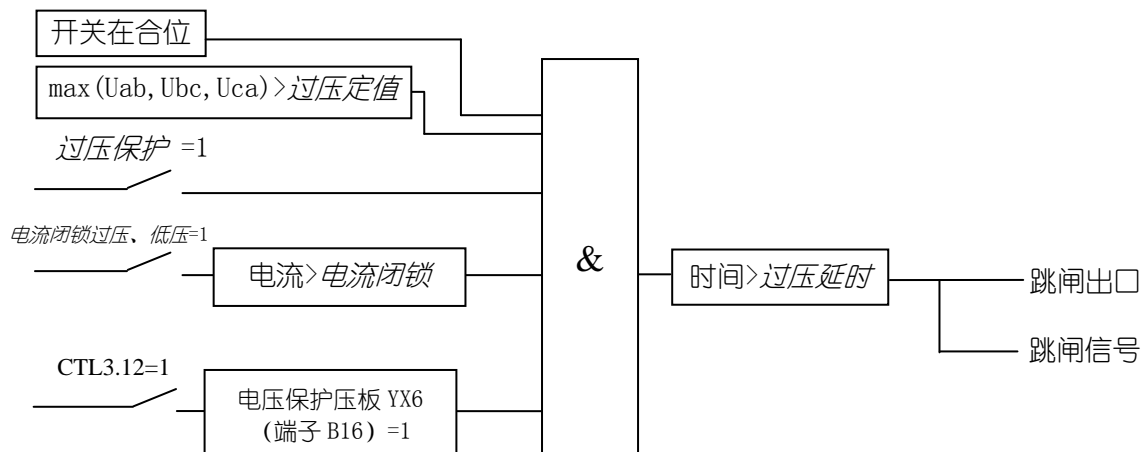 开关在合位
max(Uab,Ubc,Uca)>过压定值
过压保护 =1
电流闭锁过压、低压=1
电流>电流闭锁
&
时间>过压延时
跳闸出口
跳闸信号
CTL3.12=1
电压保护压板 YX6
(端子 B16) =1